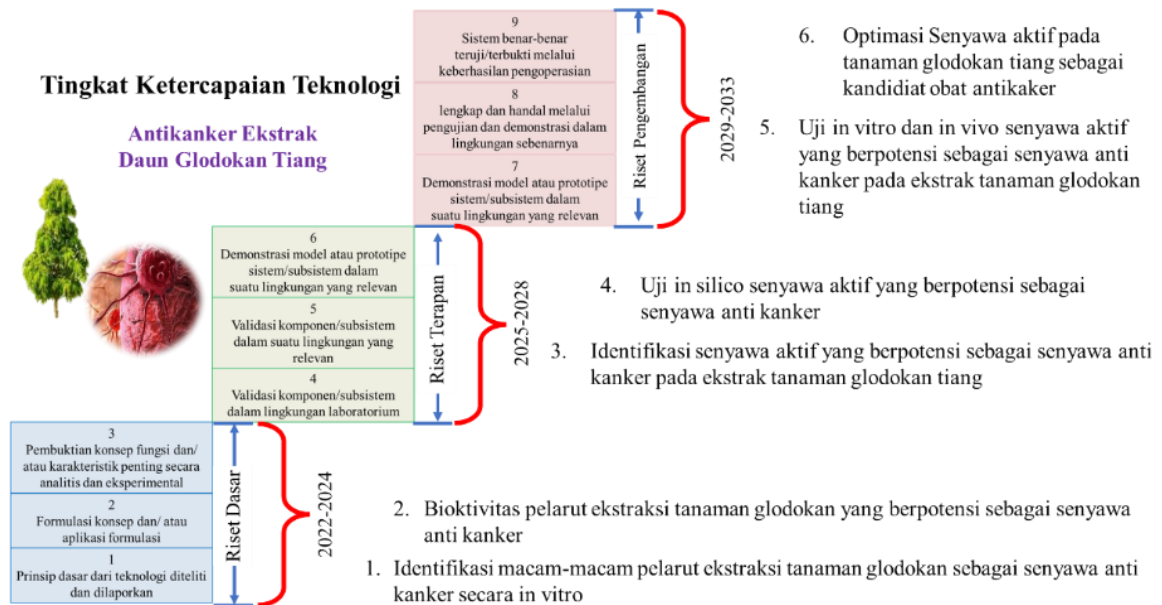 Tingkat Ketercapaian Teknologi
Antikanker Ekstrak
Daun Glodokan Tiang
9
Sistem benar-benar
teruji/terbukti melalui
keberhasilan pengoperasian
8
lengkap dan handal melalui
pengujian dan demonstrasi dalam
lingkungan sebenarnya
7
Demonstrasi model atau prototipe
sistem/subsistem dalam
suatu lingkungan yang relevan
Riset Pengembangan
2029-2033
6. Optimasi Senyawa aktif pada
tanaman glodokan tiang sebagai
kandidiat obat antikaker
5. Uji in vitro dan in vivo senyawa aktif
yang berpotensi sebagai senyawa anti
kanker pada ekstrak tanaman glodokan
tiang
6
Demonstrasi model atau prototipe
sistem/subsistem dalam
suatu lingkungan yang relevan
5
Validasi komponen/subsistem
dalam suatu lingkungan yang
relevan
4
Validasi komponen/subsistem
dalam lingkungan laboratorium
Riset Terapan
2025-2028
4. Uji in silico senyawa aktif yang berpotensi sebagai
senyawa anti kanker
3. Identifikasi senyawa aktif yang berpotensi sebagai senyawa anti
kanker pada ekstrak tanaman glodokan tiang
3
Pembuktian konsep fungsi dan/
atau karakteristik penting secara
analitis dan eksperimental
2
Formulasi konsep dan/ atau
aplikasi formulasi
1
Prinsip dasar dari teknologi diteliti
dan dilaporkan
Riset Dasar
2022-2024
2. Bioktivitas pelarut ekstraksi tanaman glodokan yang berpotensi sebagai senyawa
anti kanker
1. Identifikasi macam-macam pelarut ekstraksi tanaman glodokan sebagai senyawa anti
kanker secara in vitro